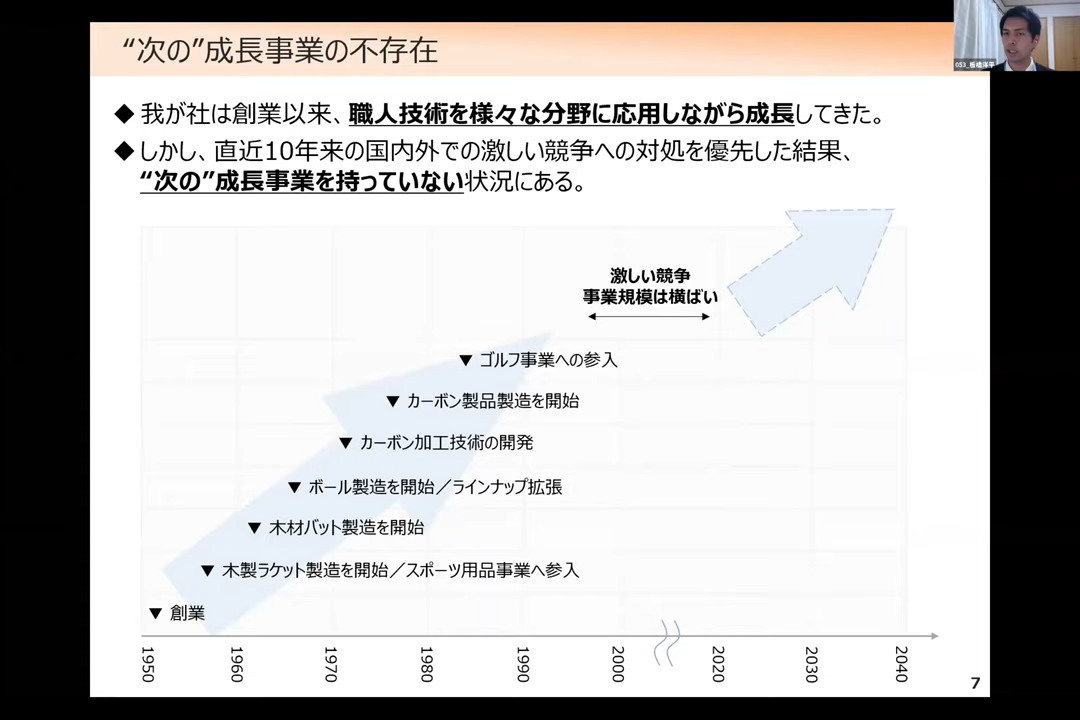 “次の”成長事業の不存在
◆ 我が社は創業以来、職人技術を様々な分野に応用しながら成長してきた。
◆ しかし、直近10年来の国内外での激しい競争への対処を優先した結果、
“次の”成長事業を持っていない状況にある。
激しい競争
事業規模は横ばい
▼ ゴルフ事業への参入
▼ カーボン製品製造を開始
▼ カーボン加工技術の開発
▼ ボール製造を開始／ラインナップ拡張
▼ 木材バット製造を開始
▼ 木製ラケット製造を開始／スポーツ用品事業へ参入
▼ 創業
1950
1960
1970
1980
1990
2000
2020
2030
2040
7
053_板橋洋平